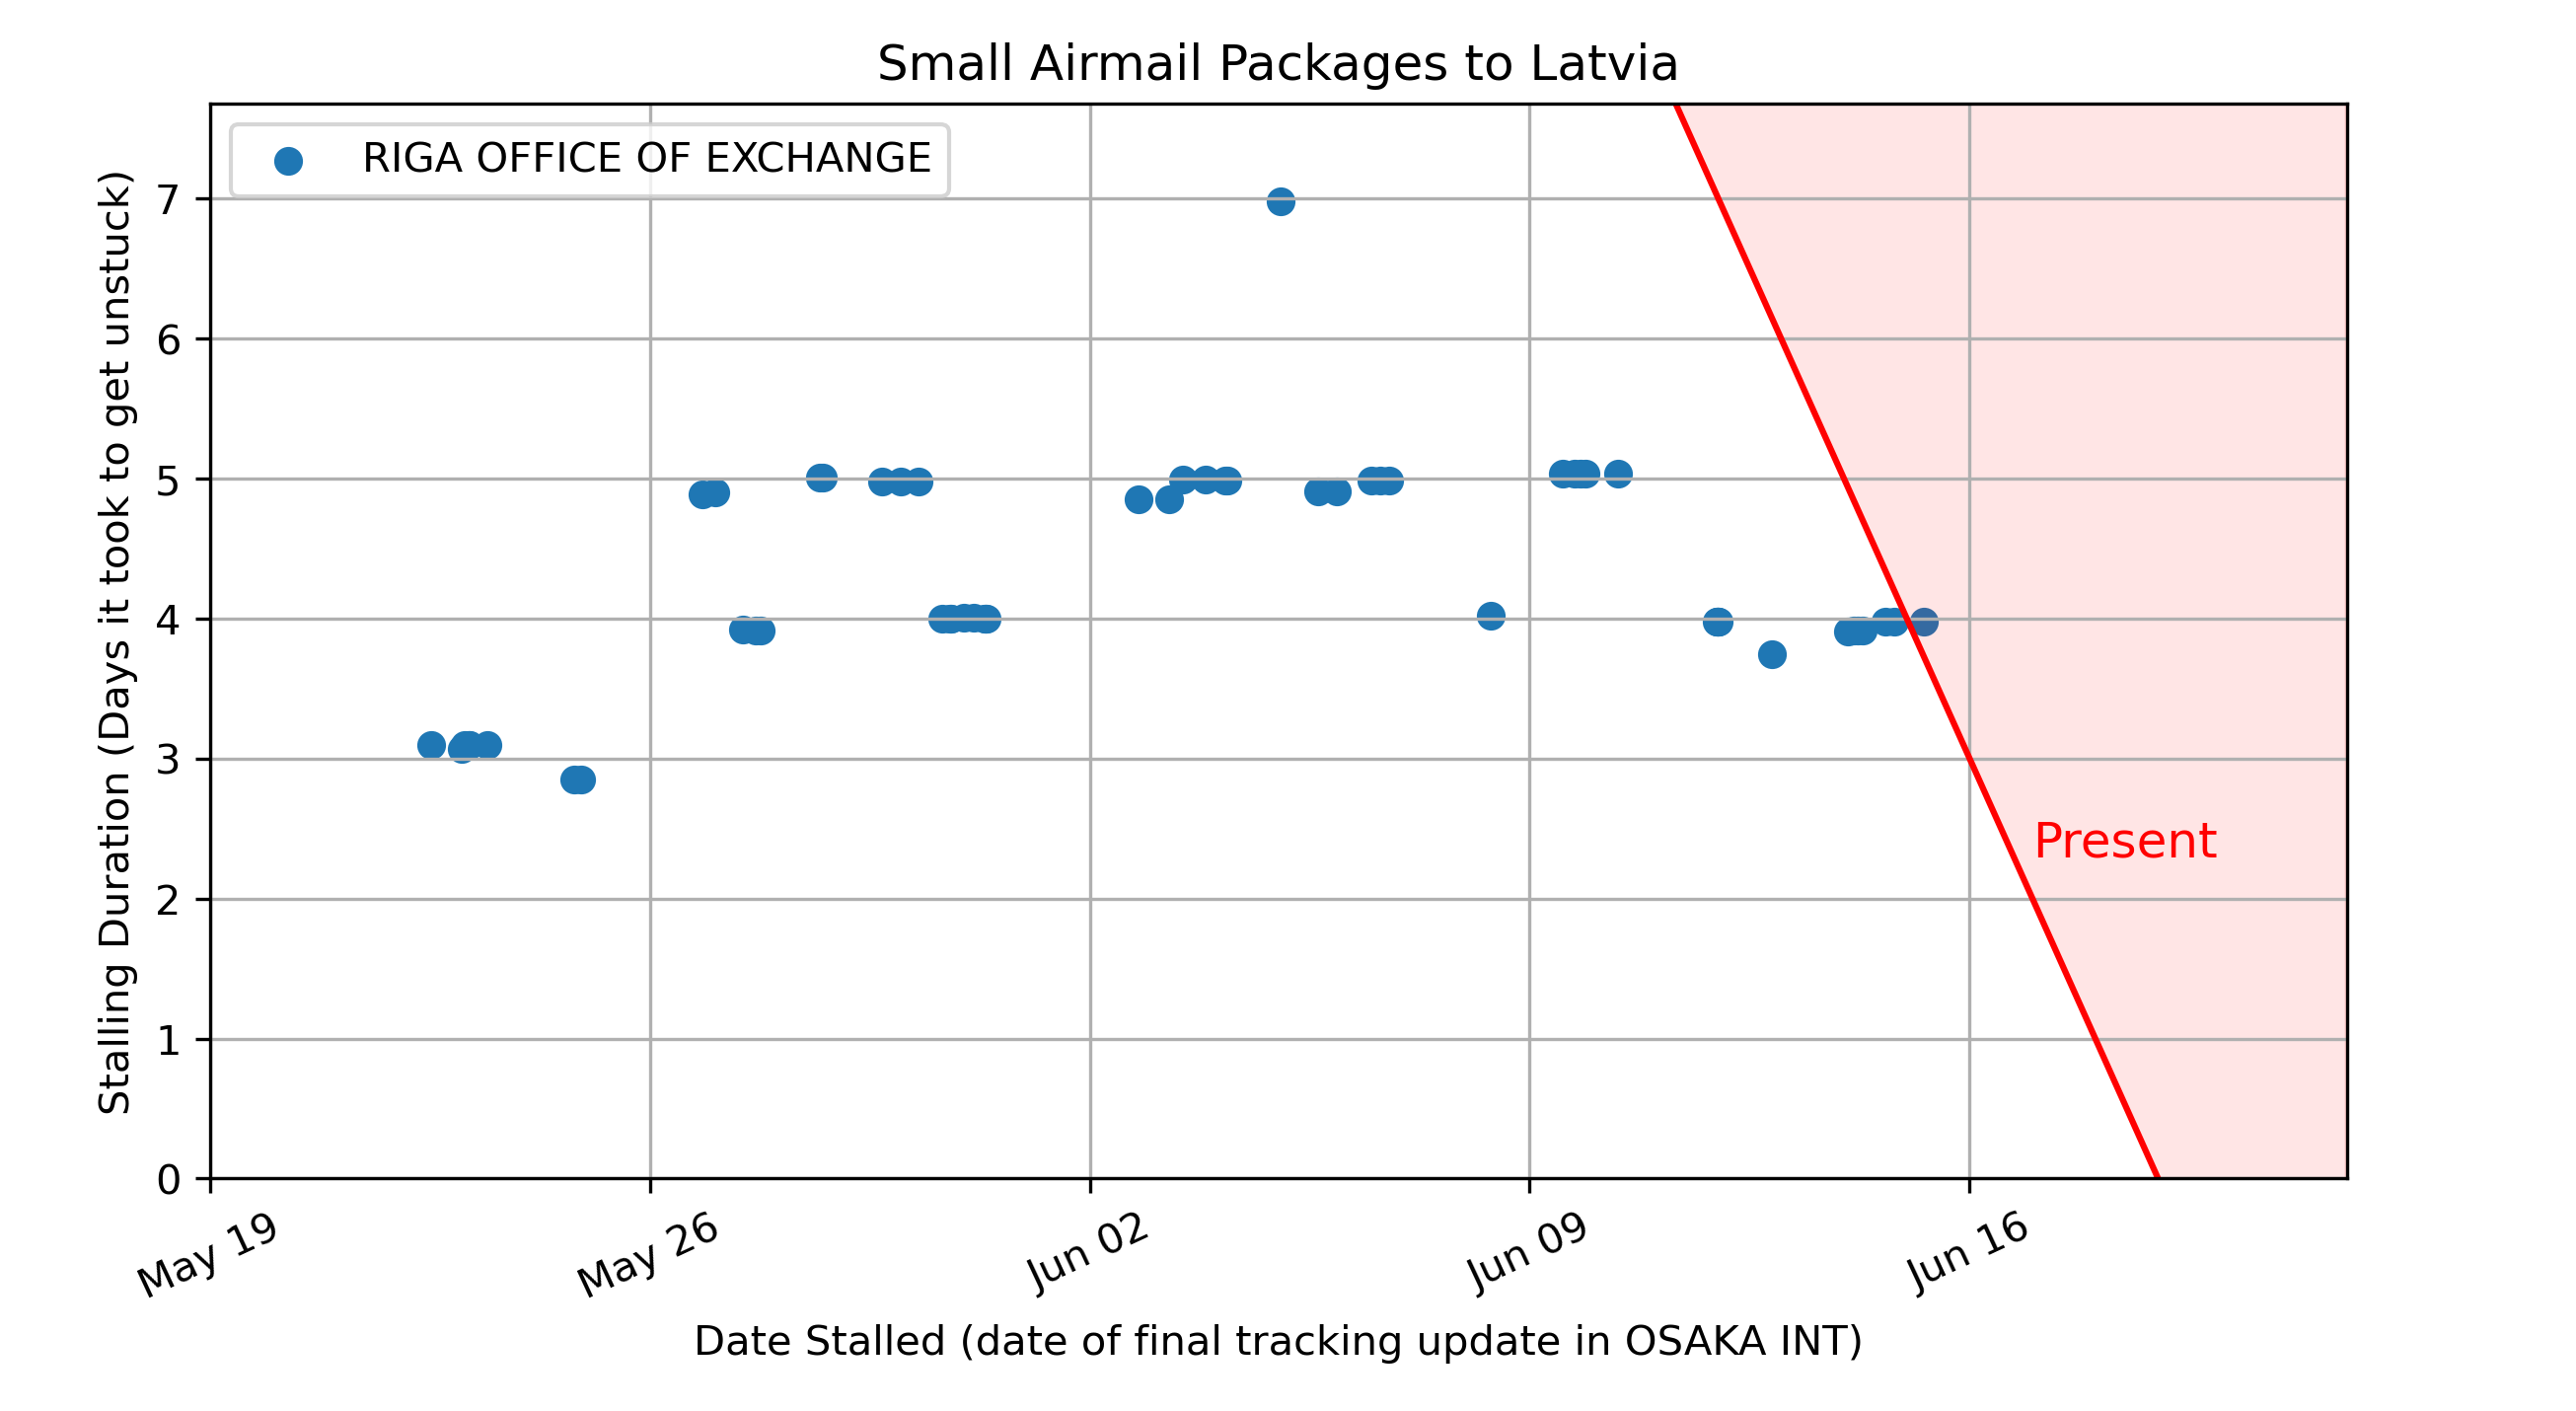 Small Airmail Packages to Latvia
RIGA OFFICE OF EXCHANGE
Stalling Duration (Days it took to get unstuck)
7
6
5
4
3
2
1
0
Present
May 19
May 26
Jun 02
Jun 09
Jun 16
Date Stalled (date of final tracking update in OSAKA INT)